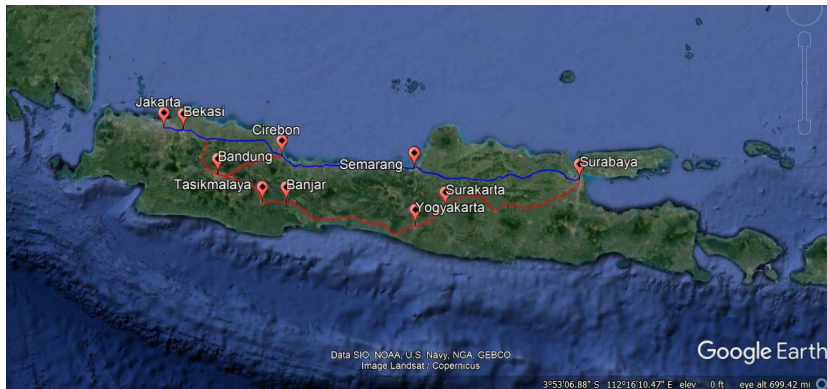 Jakarta
Bekasi
Cirebon
Bandung
Semarang
Surabaya
Tasikmalaya
Banjar
Surakarta
Yogyakarta
Data SIO, NOAA, U.S. Navy, NGA, GEBCO
Image Landsat / Copernicus
Google Earth
3°53'06.88" S 112°16'10.47" E elev 0 ft eye alt 699.42 mi